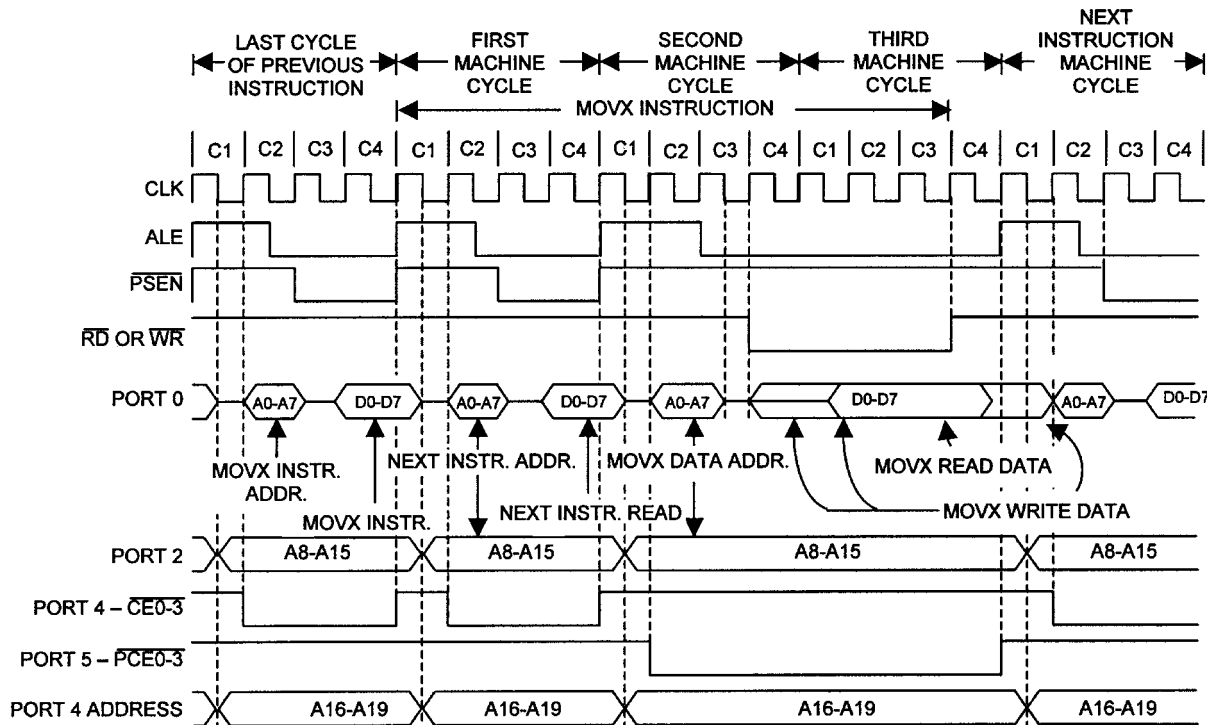 LAST CYCLE
OF PREVIOUS
INSTRUCTION
FIRST
MACHINE
CYCLE
SECOND
MACHINE
CYCLE
THIRD
MACHINE
CYCLE
NEXT
INSTRUCTION
MACHINE
CYCLE
MOVX INSTRUCTION
C1 C2 C3 C4 C1 C2 C3 C4 C1 C2 C3 C4 C1 C2 C3 C4 C1 C2 C3 C4
CLK
ALE
PSEN
RD OR WR
PORT 0 A0-A7 D0-D7 A0-A7 D0-D7 A0-A7 D0-D7 A0-A7 D0-D7
MOVX INSTR.
ADDR.
NEXT INSTR. ADDR.
MOVX DATA ADDR.
MOVX READ DATA
MOVX INSTR.
NEXT INSTR. READ
MOVX WRITE DATA
PORT 2 A8-A15 A8-A15 A8-A15 A8-A15
PORT 4 – CE0-3
PORT 5 – PCE0-3
PORT 4 ADDRESS A16-A19 A16-A19 A16-A19 A16-A19